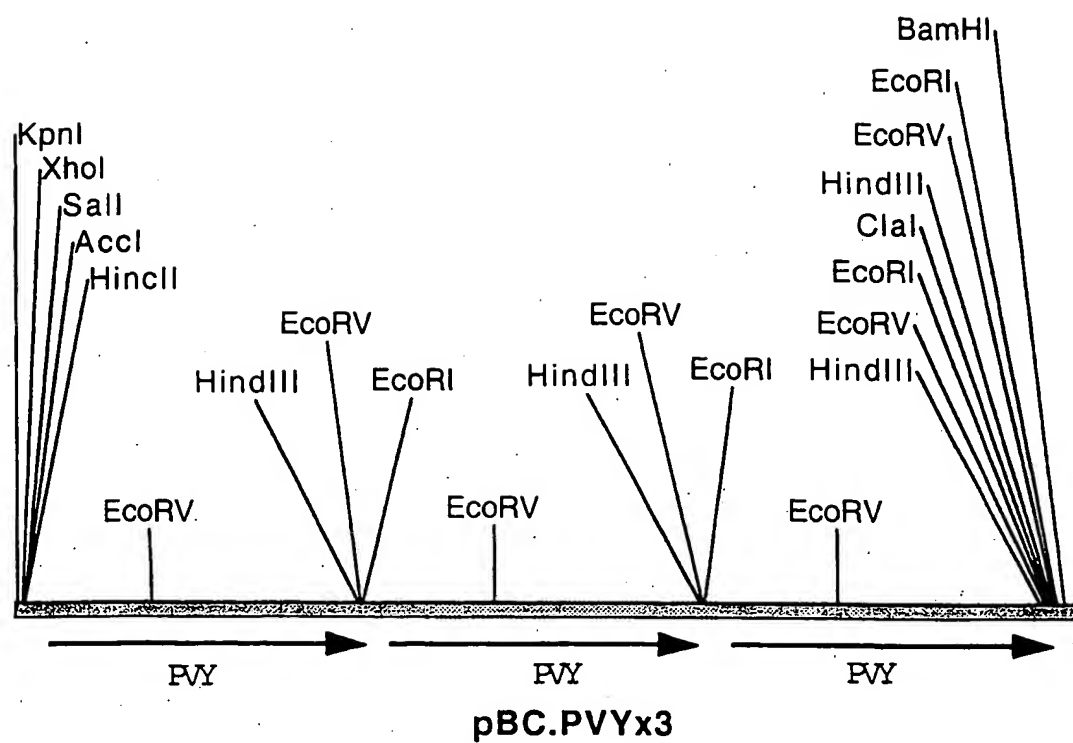 BamHI
EcoRI
KpnI
EcoRV
XhoI
HindIII
SalI
ClaI
AccI
EcoRI
HincII
EcoRV
EcoRV
EcoRV
HindIII
EcoRI
HindIII
EcoRI
HindIII
EcoRV
EcoRV
EcoRV
PVY
PVY
PVY
pBC.PVYx3